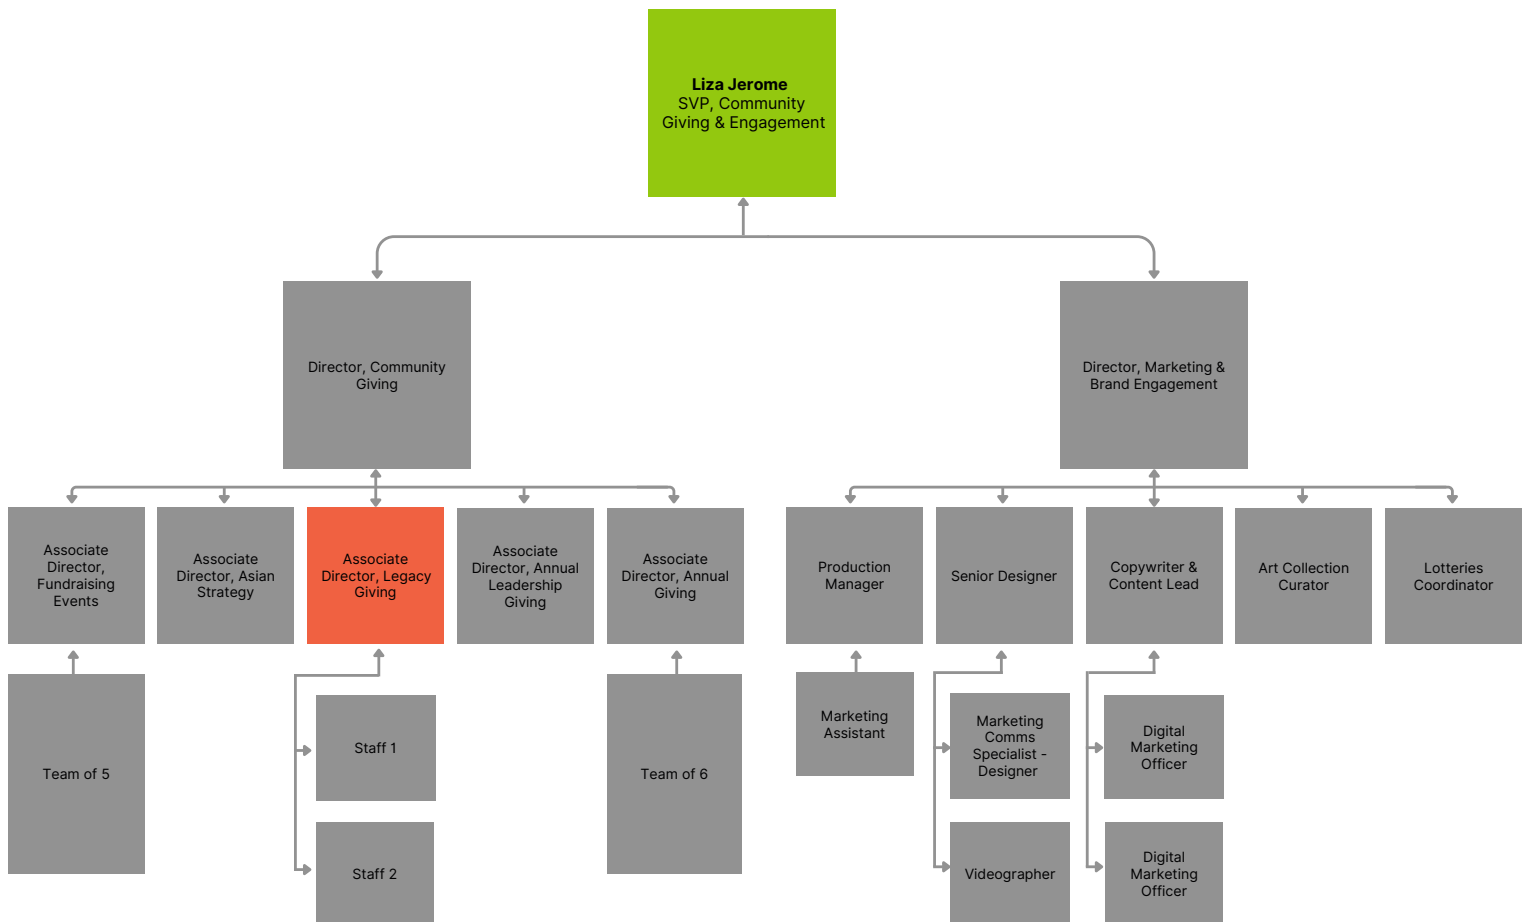 Liza Jerome
SVP, Community
Giving & Engagement
Director, Community
Giving
Director, Marketing &
Brand Engagement
Associate
Director,
Fundraising
Events
Associate
Director, Asian
Strategy
Associate
Director, Legacy
Giving
Associate
Director, Annual
Leadership
Giving
Associate
Director, Annual
Giving
Production
Manager
Senior Designer
Copywriter &
Content Lead
Art Collection
Curator
Lotteries
Coordinator
Team of 5
Staff 1
Staff 2
Team of 6
Marketing
Assistant
Marketing
Comms
Specialist -
Designer
Videographer
Digital
Marketing
Officer
Digital
Marketing
Officer